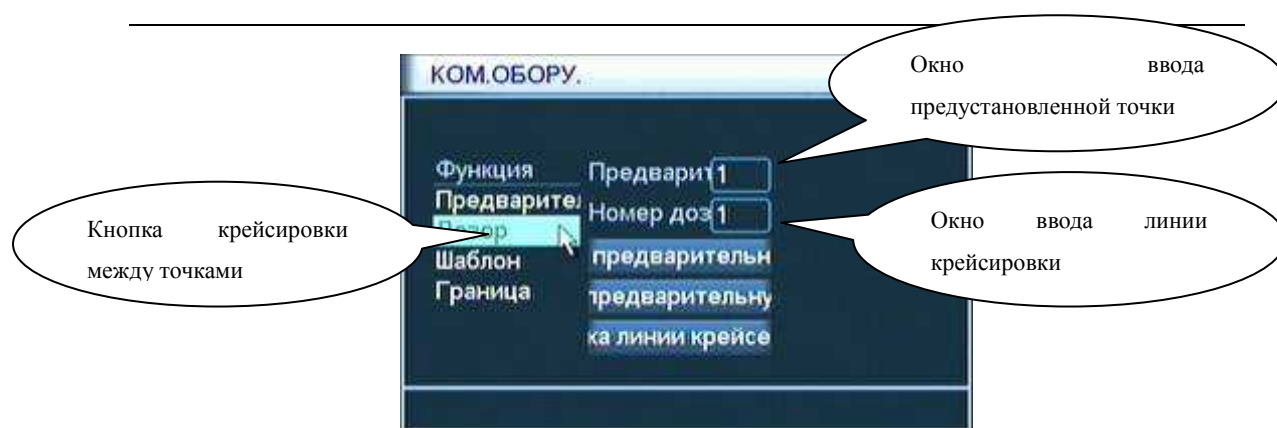 КОМ.ОБОРУ.
Окно ввода
предустановленной точки
Функция
Предварит 1
Предварител
Номер доз 1
Кнопка крейсировки
между точками
Окно ввода линии
крейсировки
Шаблон
предварительн
Граница
предварительну
ка линии крейсе